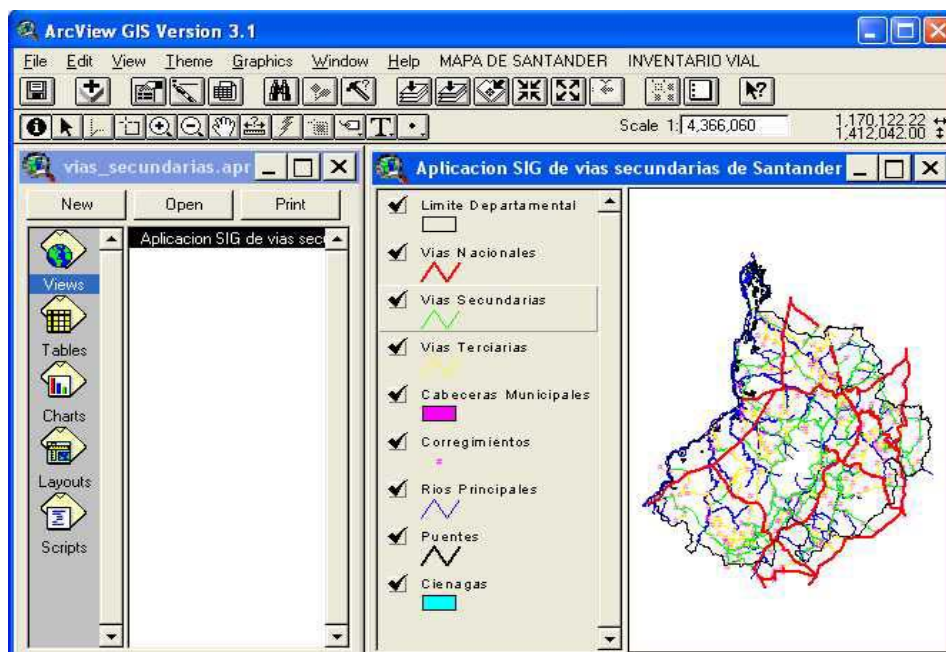 ArcView GIS Version 3.1
File Edit View Theme Graphics Window Help MAPA DE SANTANDER INVENTARIO VIAL
Scale 1: 4,366,060
1,170,122.22
1,412,042.00
vias_secundarias.apr
New Open Print
Aplicacion SIG de vias sec
Views
Tables
Charts
Layouts
Scripts
Aplicacion SIG de vias secundarias de Santander
Limite Departamental
Vias Nacionales
Vias Secundarias
Vias Terciarias
Cabeceras Municipales
Corregimientos
Rios Principales
Puentes
Cienagas